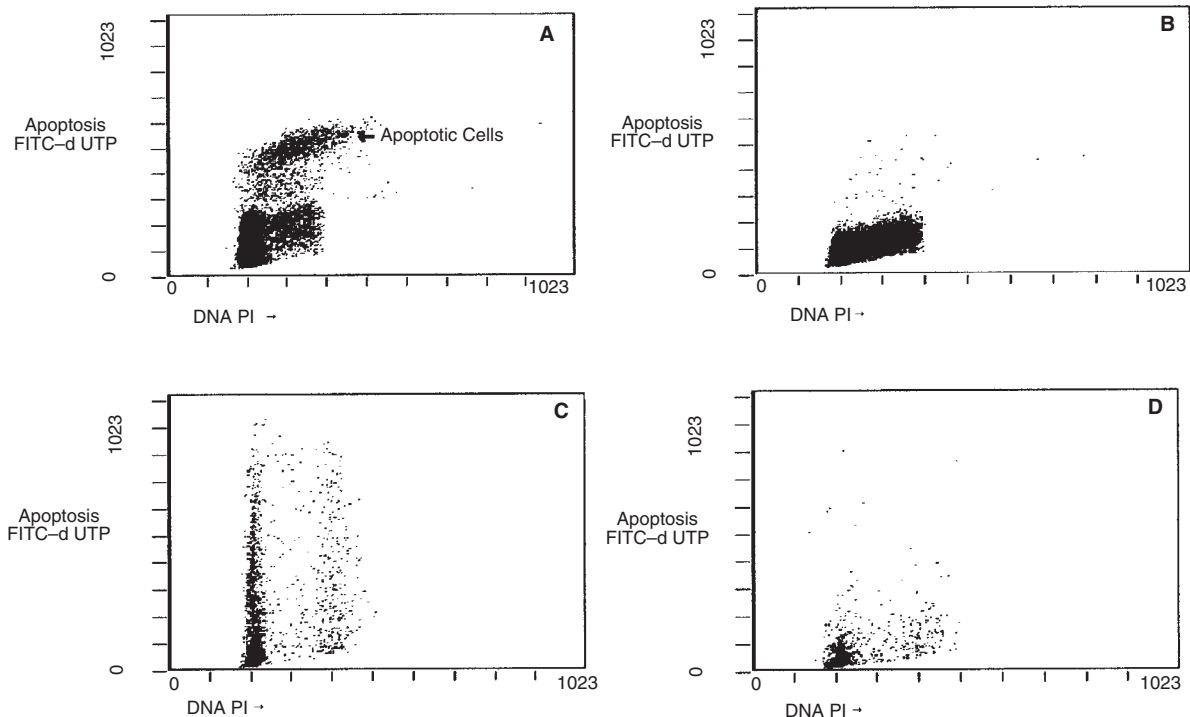 A
1023
Apoptosis
FITC–d UTP
Apoptotic Cells
0
0
1023
DNA PI →
B
1023
Apoptosis
FITC–d UTP
0
0
1023
DNA PI →
C
1023
Apoptosis
FITC–d UTP
0
0
1023
DNA PI →
D
1023
Apoptosis
FITC–d UTP
0
0
1023
DNA PI →